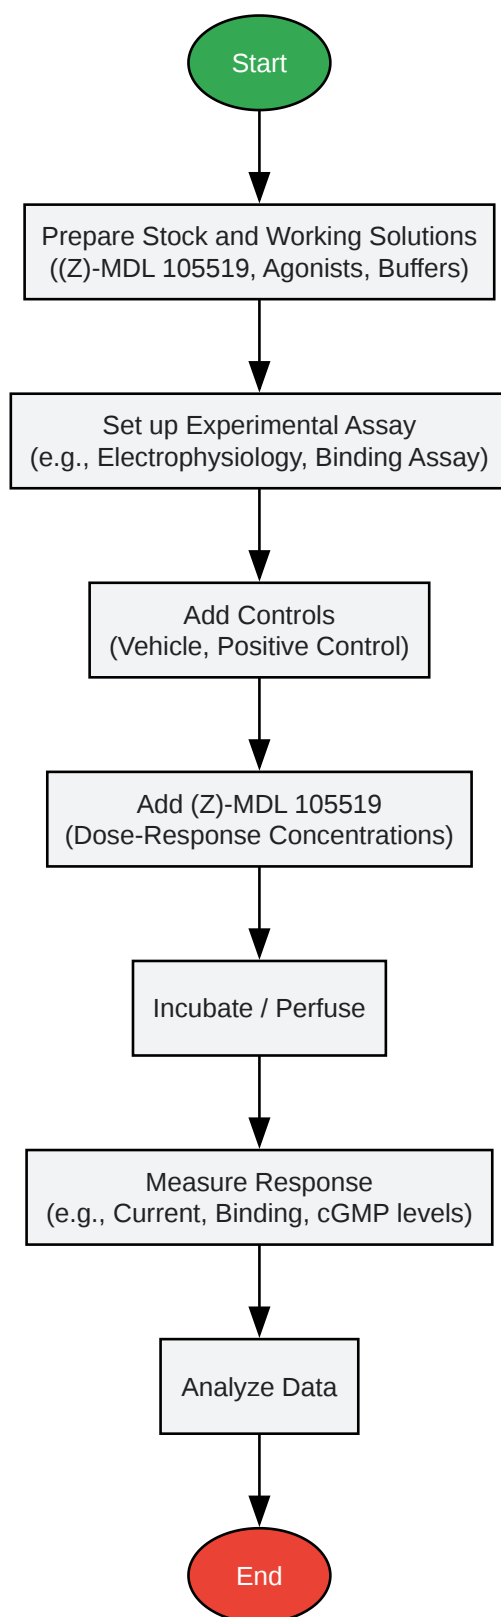 Start
Prepare Stock and Working Solutions
((Z)-MDL 105519, Agonists, Buffers)
Set up Experimental Assay
(e.g., Electrophysiology, Binding Assay)
Add Controls
(Vehicle, Positive Control)
Add (Z)-MDL 105519
(Dose-Response Concentrations)
Incubate / Perfuse
Measure Response
(e.g., Current, Binding, cGMP levels)
Analyze Data
End